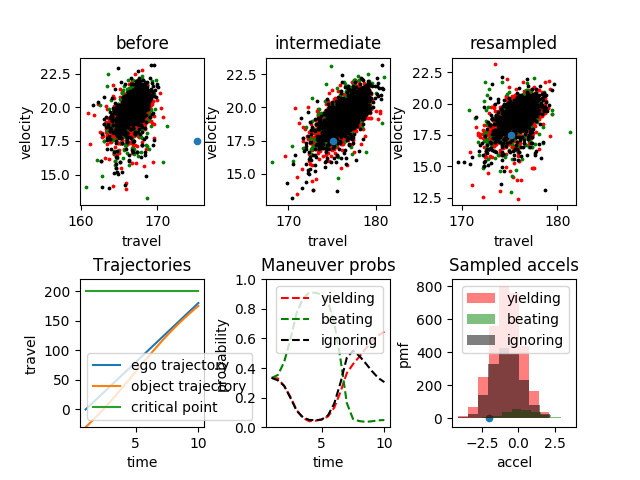 before
intermediate
resampled
velocity
22.5
20.0
17.5
15.0
160
170
travel
velocity
22.5
20.0
17.5
15.0
170
180
travel
velocity
22.5
20.0
17.5
15.0
12.5
170
180
travel
Trajectories
Maneuver probs
Sampled accels
travel
200
150
100
50
0
ego trajectory
object trajectory
critical point
5
10
time
probability
1.0
0.8
0.6
0.4
0.2
0.0
yielding
beating
ignoring
5
10
time
pmf
800
600
400
200
0
yielding
beating
ignoring
−2.5
0.0
2.5
accel